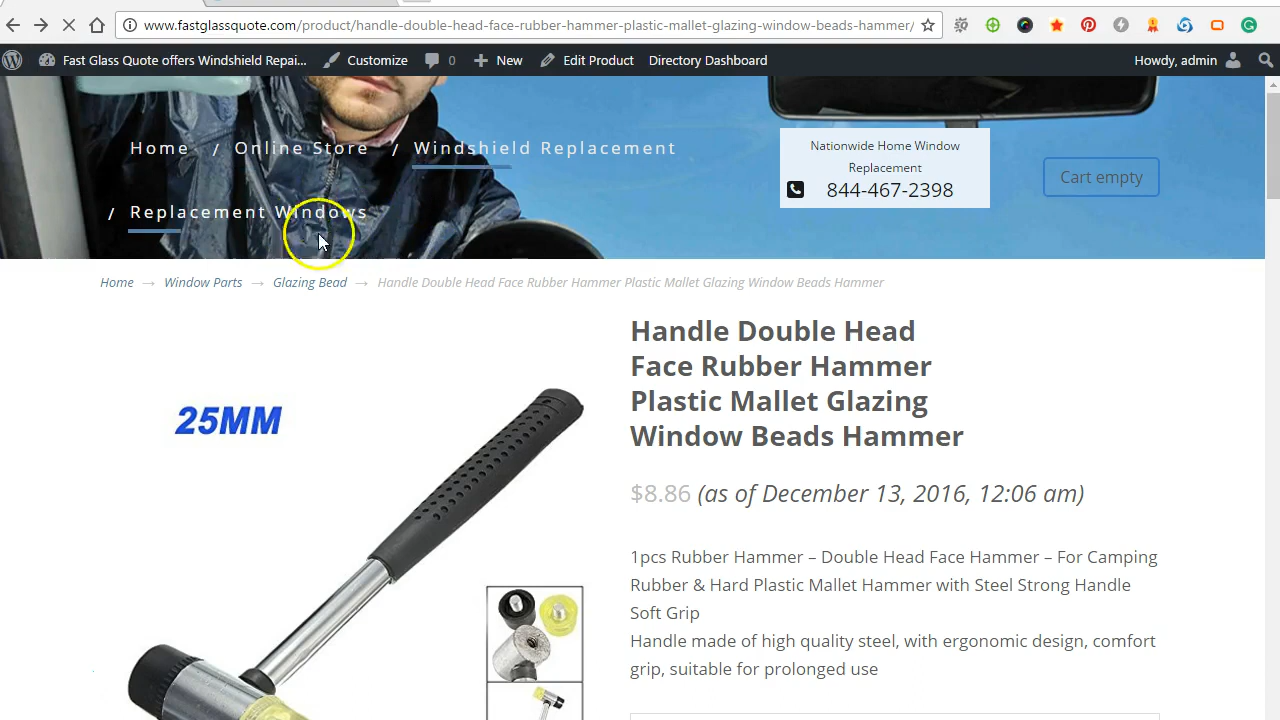 www.fastglassquote.com/product/handle-double-head-face-rubber-hammer-plastic-mallet-glazing-window-beads-hammer/
Fast Glass Quote offers Windshield Repai... Customize 0 New Edit Product Directory Dashboard Howdy, admin
Home / Online Store / Windshield Replacement
/ Replacement Windows
Nationwide Home Window
Replacement
844-467-2398
Cart empty
Home → Window Parts → Glazing Bead → Handle Double Head Face Rubber Hammer Plastic Mallet Glazing Window Beads Hammer
25MM
Handle Double Head
Face Rubber Hammer
Plastic Mallet Glazing
Window Beads Hammer
$8.86 (as of December 13, 2016, 12:06 am)
1pcs Rubber Hammer – Double Head Face Hammer – For Camping
Rubber & Hard Plastic Mallet Hammer with Steel Strong Handle
Soft Grip
Handle made of high quality steel, with ergonomic design, comfort
grip, suitable for prolonged use